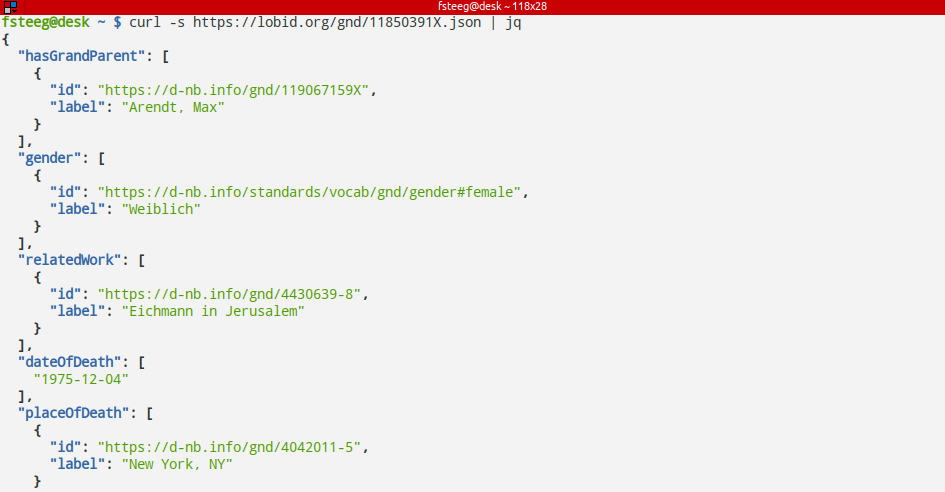 fsteeg@desk ~ 118x28
fsteeg@desk ~ $ curl -s https://lobid.org/gnd/11850391X.json | jq
{
  "hasGrandParent": [
    {
      "id": "https://d-nb.info/gnd/119067159X",
      "label": "Arendt, Max"
    }
  ],
  "gender": [
    {
      "id": "https://d-nb.info/standards/vocab/gnd/gender#female",
      "label": "Weiblich"
    }
  ],
  "relatedWork": [
    {
      "id": "https://d-nb.info/gnd/4430639-8",
      "label": "Eichmann in Jerusalem"
    }
  ],
  "dateOfDeath": [
    "1975-12-04"
  ],
  "placeOfDeath": [
    {
      "id": "https://d-nb.info/gnd/4042011-5",
      "label": "New York, NY"
    }